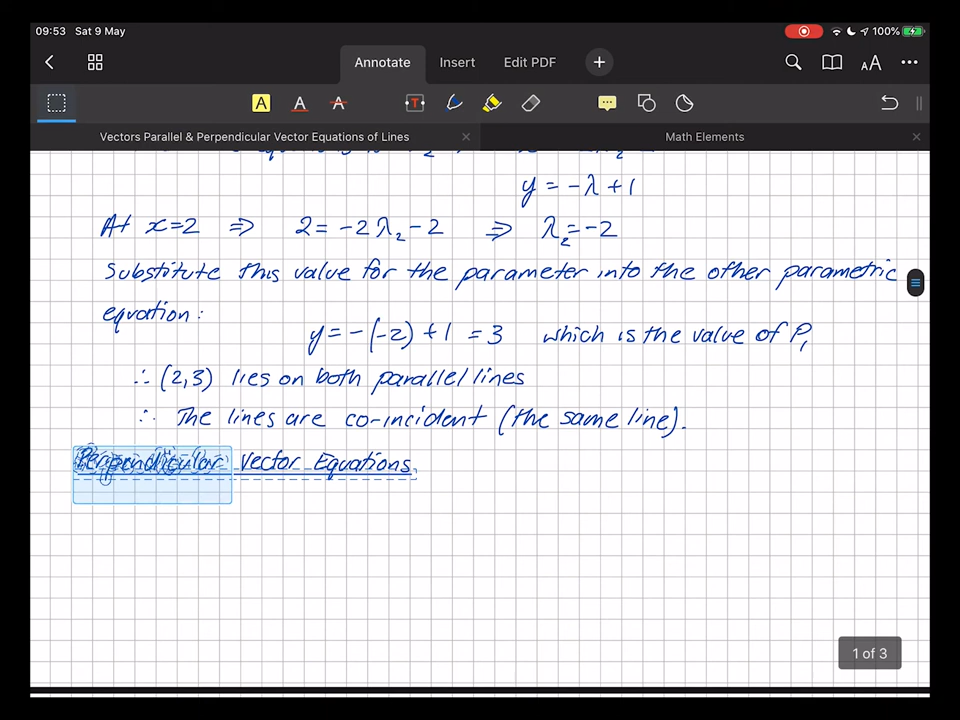 09:53 Sat 9 May 100%
Annotate Insert Edit PDF
Vectors Parallel & Perpendicular Vector Equations of Lines Math Elements
y = -λ + 1
At x=2 ⇒ 2 = -2λ₂ - 2 ⇒ λ₂ = -2
Substitute this value for the parameter into the other parametric
equation:
y = -(-2) + 1 = 3 which is the value of P₁
∴ (2,3) lies on both parallel lines
∴ The lines are co-incident (the same line).
Perpendicular Vector Equations
1 of 3